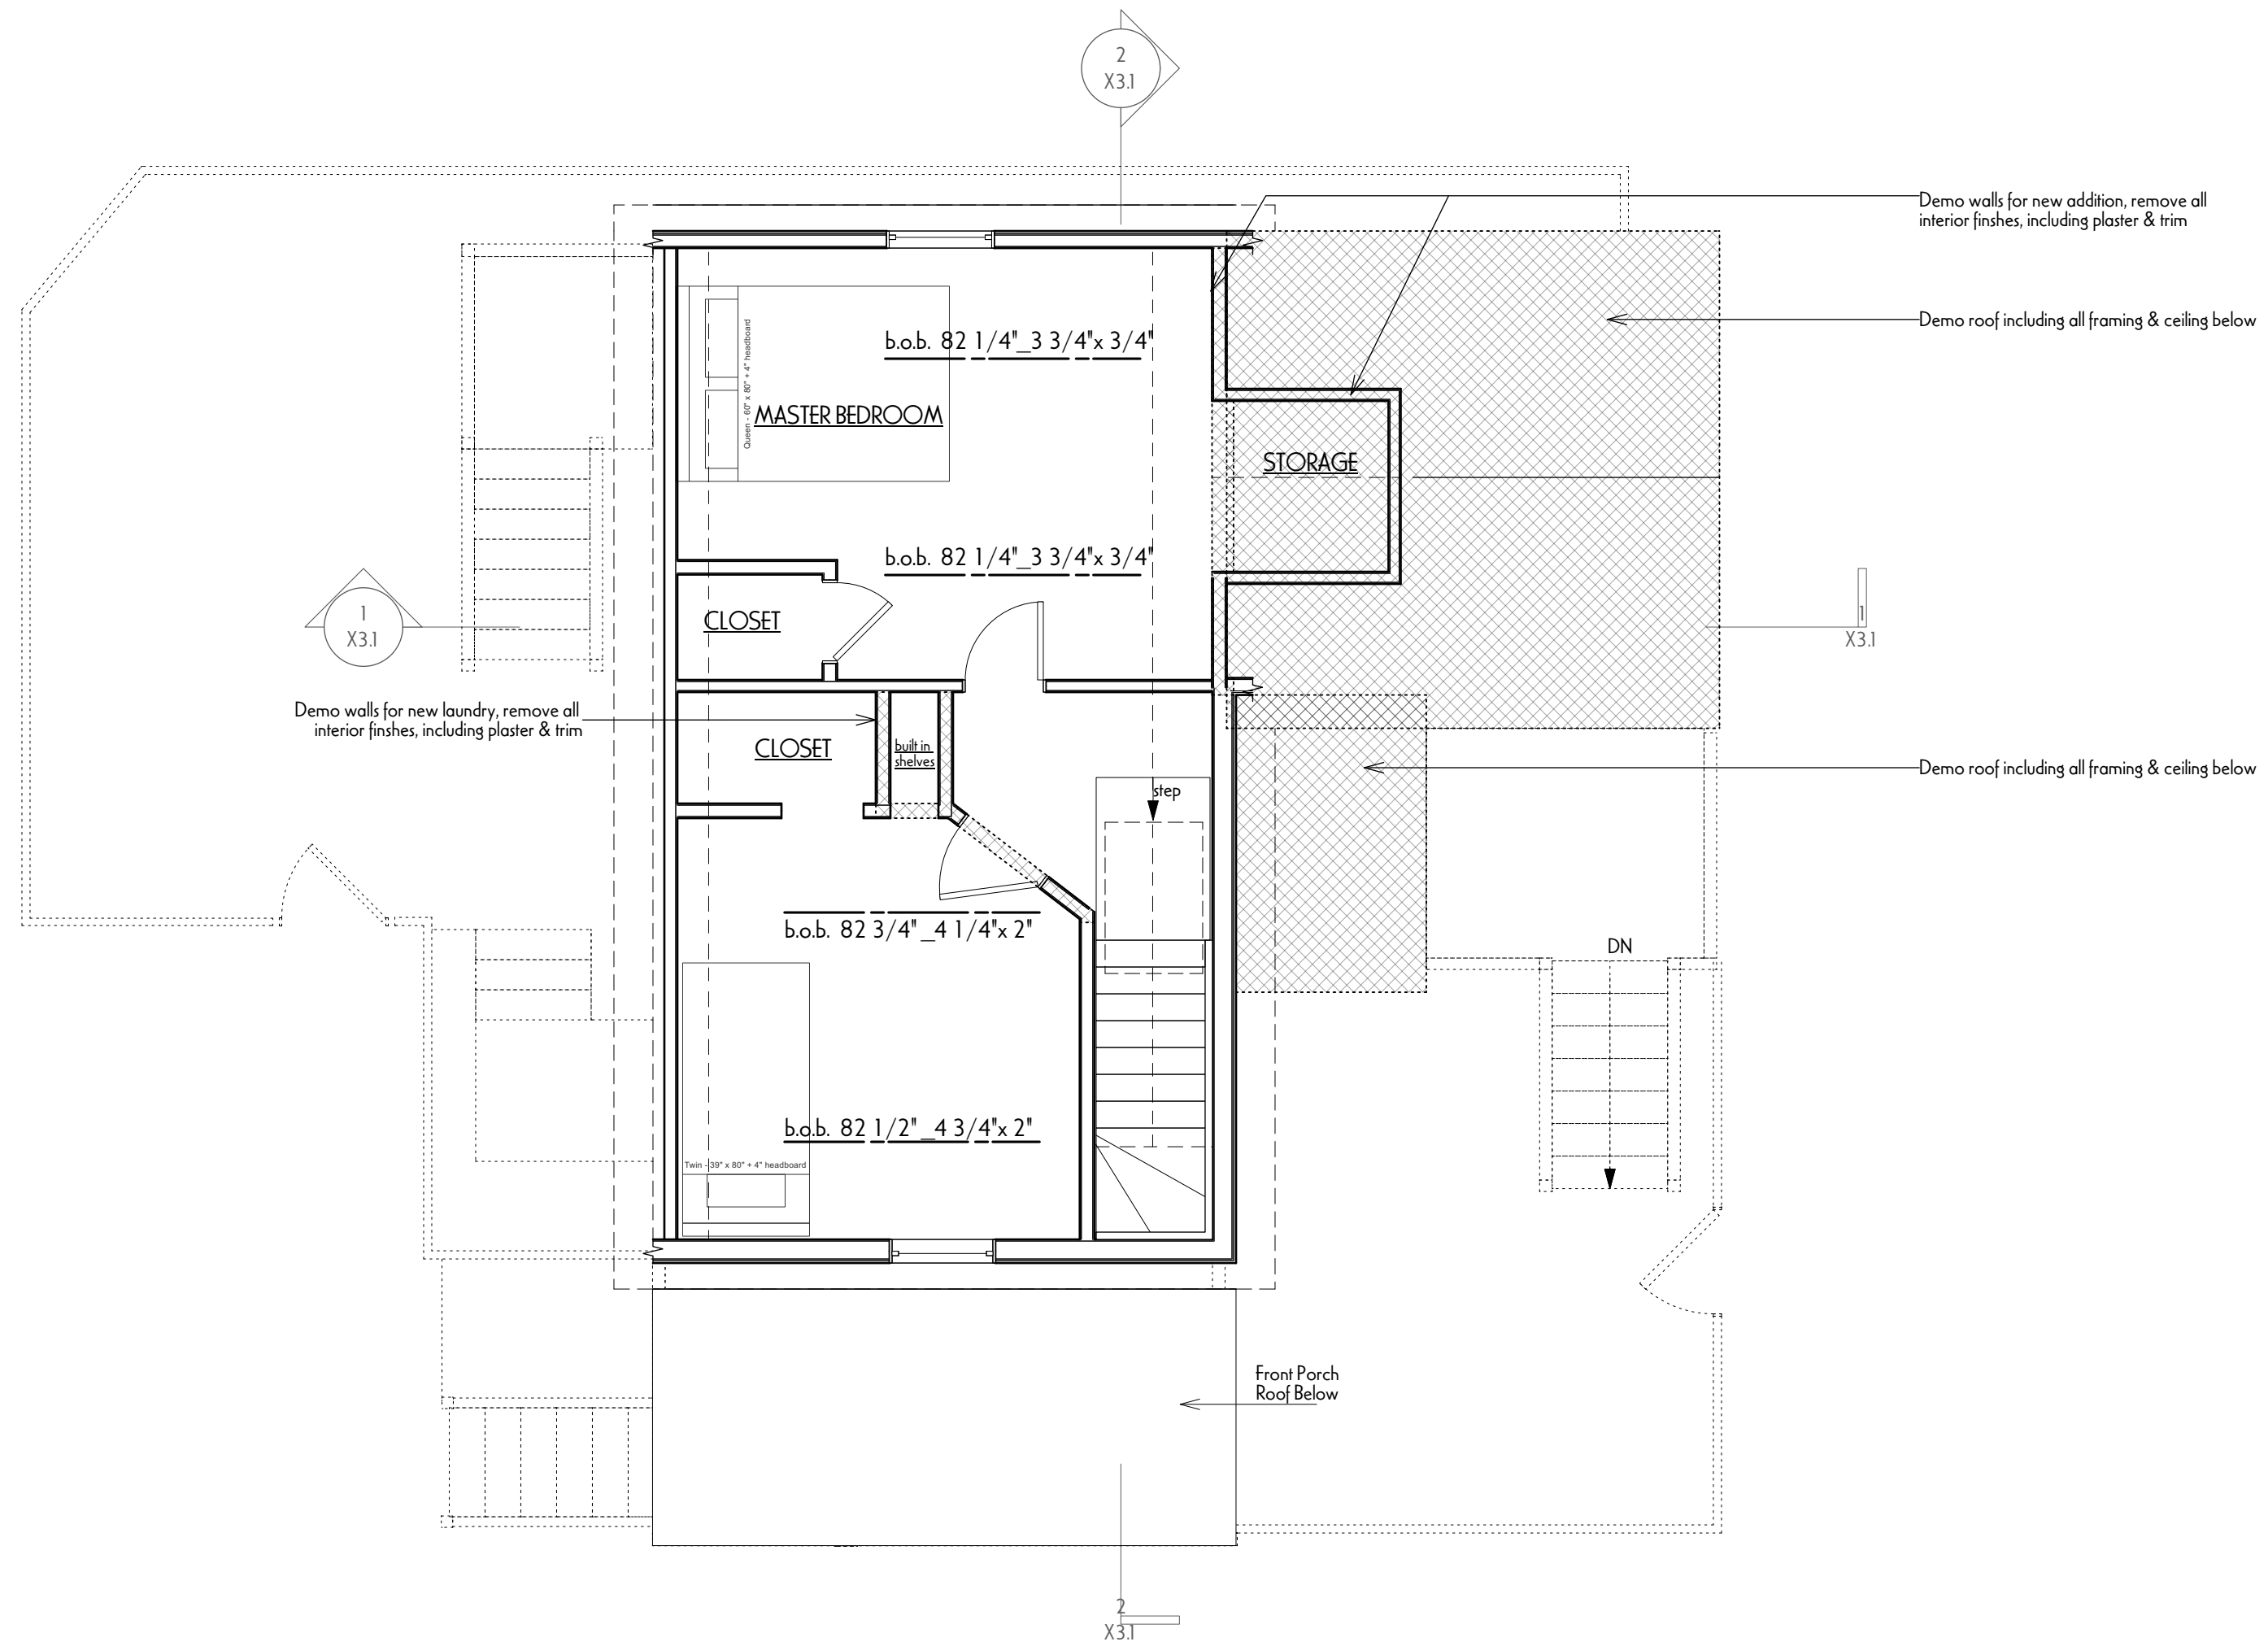 2
X3.1
Demo walls for new addition, remove all
interior finshes, including plaster & trim
Demo roof including all framing & ceiling below
b.o.b. 82 1/4"_3 3/4"x 3/4"
Queen - 60" x 80" + 4" headboard
MASTER BEDROOM
STORAGE
b.o.b. 82 1/4"_3 3/4"x 3/4"
CLOSET
1
X3.1
1
X3.1
Demo walls for new laundry, remove all
interior finshes, including plaster & trim
CLOSET
built in
shelves
Demo roof including all framing & ceiling below
step
b.o.b. 82 3/4" _4 1/4"x 2"
DN
b.o.b. 82 1/2" _4 3/4"x 2"
Twin - 39" x 80" + 4" headboard
Front Porch
Roof Below
2
X3.1